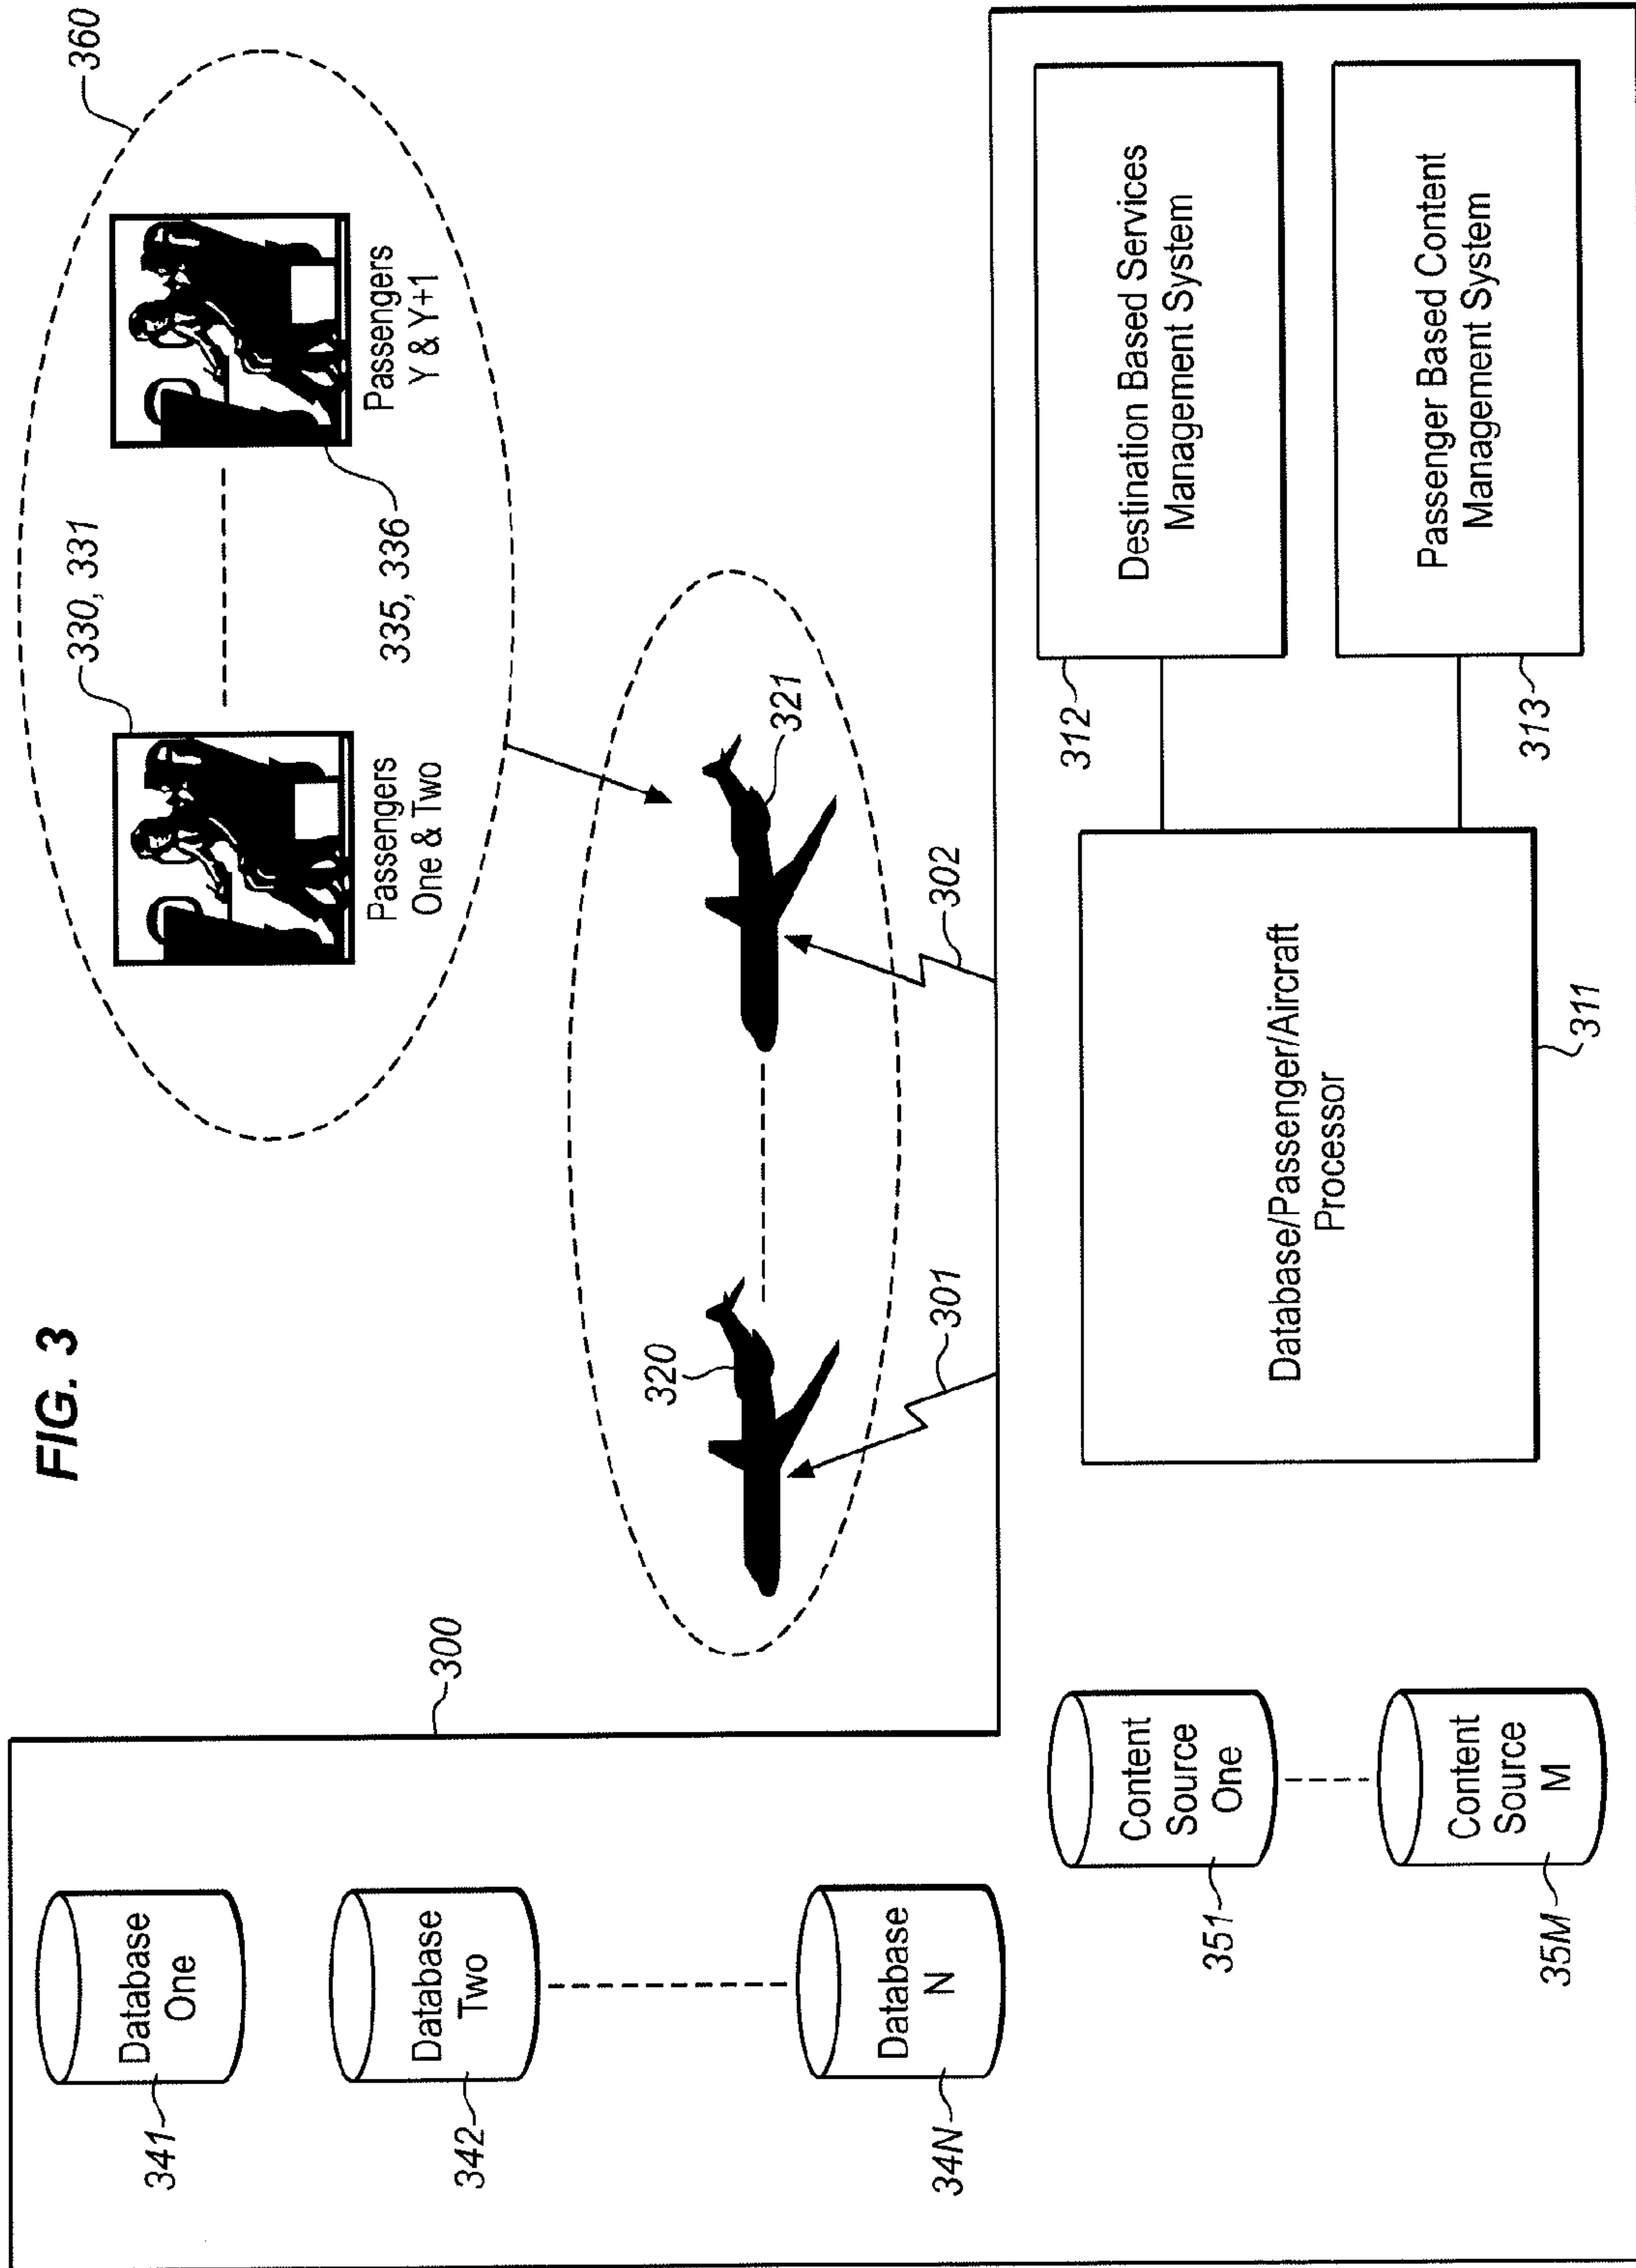 FIG. 3
300
341
Database
One
342
Database
Two
34N
Database
N
351
Content
Source
One
35M
Content
Source
M
360
330, 331
Passengers
One & Two
335, 336
Passengers
Y & Y+1
320
321
301
302
Database/Passenger/Aircraft
Processor
311
312
Destination Based Services
Management System
313
Passenger Based Content
Management System